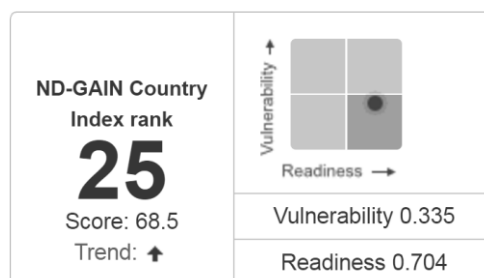 ND-GAIN Country
Index rank
25
Score: 68.5
Trend:
Vulnerability
Readiness
Vulnerability 0.335
Readiness 0.704